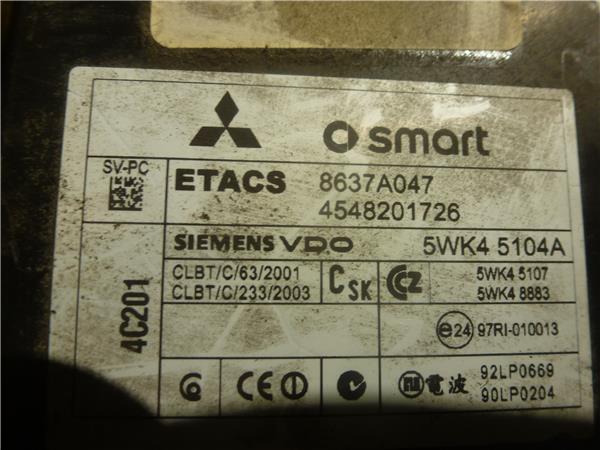 smart
SV-PC
ETACS 8637A047
4548201726
SIEMENS VDO 5WK4 5104A
4C201
CLBT/C/63/2001
CLBT/C/233/2003
CSK
CCZ
5WK4 5107
5WK4 8883
e24 97RI-010013
CE
電波
92LP0669
90LP0204